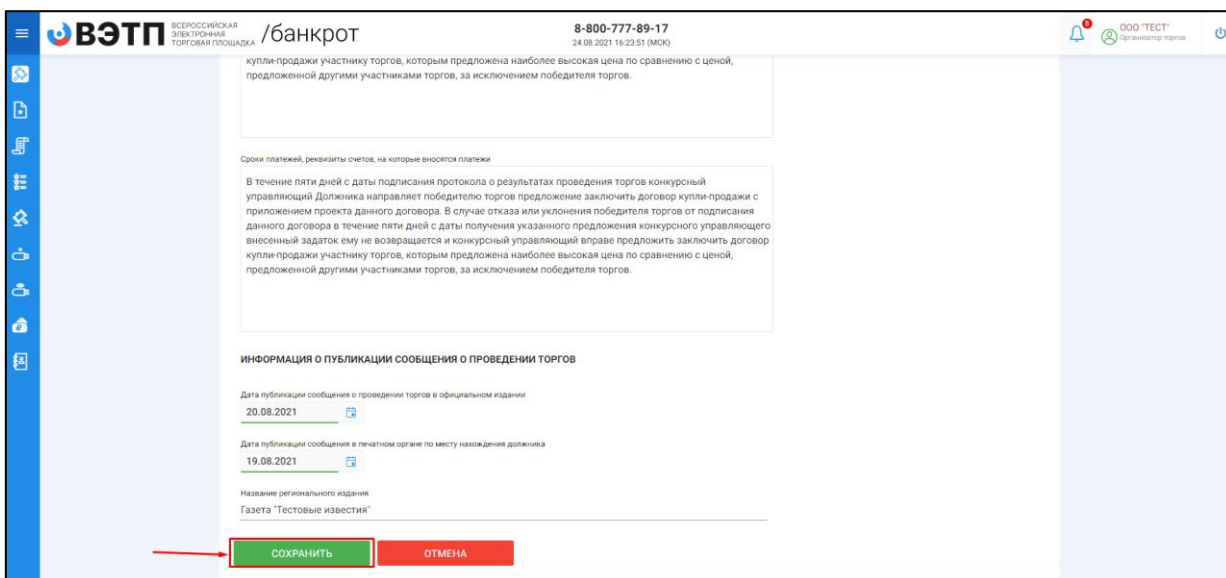 ВЭТП
ВСЕРОССИЙСКАЯ
ЭЛЕКТРОННАЯ
ТОРГОВАЯ ПЛОЩАДКА
/банкрот
8-800-777-89-17
24.08.2021 16:23:51 (МСК)
5
ООО "ТЕСТ"
Организатор торгов
купли-продажи участнику торгов, которым предложена наиболее высокая цена по сравнению с ценой,
предложенной другими участниками торгов, за исключением победителя торгов.
Сроки платежей, реквизиты счетов, на которые вносятся платежи
В течение пяти дней с даты подписания протокола о результатах проведения торгов конкурсный
управляющий Должника направляет победителю торгов предложение заключить договор купли-продажи с
приложением проекта данного договора. В случае отказа или уклонения победителя торгов от подписания
данного договора в течение пяти дней с даты получения указанного предложения конкурсного управляющего
внесенный задаток ему не возвращается и конкурсный управляющий вправе предложить заключить договор
купли-продажи участнику торгов, которым предложена наиболее высокая цена по сравнению с ценой,
предложенной другими участниками торгов, за исключением победителя торгов.
ИНФОРМАЦИЯ О ПУБЛИКАЦИИ СООБЩЕНИЯ О ПРОВЕДЕНИИ ТОРГОВ
Дата публикации сообщения о проведении торгов в официальном издании
20.08.2021
Дата публикации сообщения в печатном органе по месту нахождения должника
19.08.2021
Название регионального издания
Газета "Тестовые известия"
СОХРАНИТЬ
ОТМЕНА